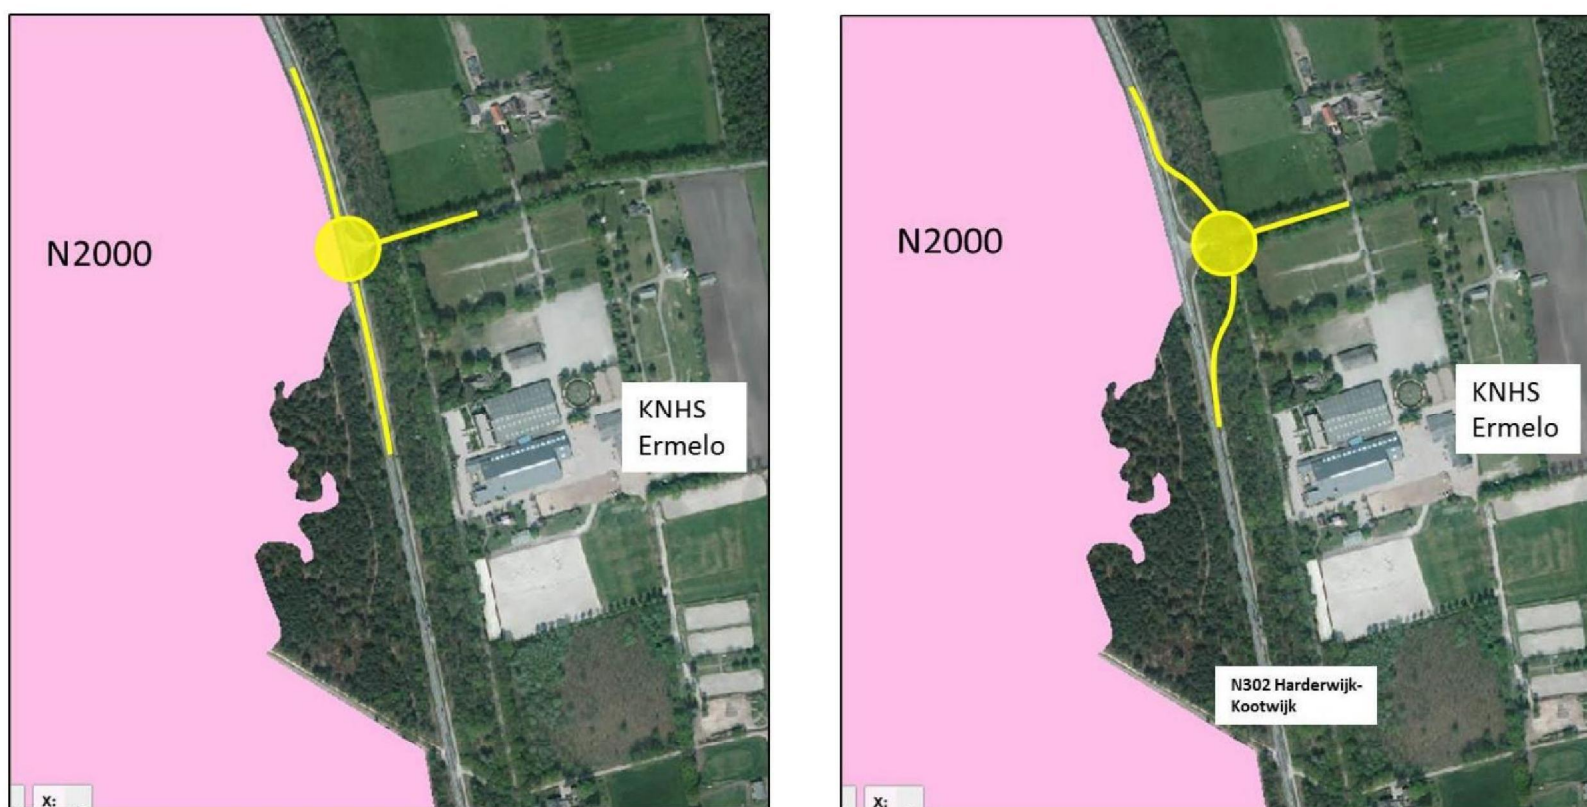 N2000
KNHS
Ermelo
X:
N2000
KNHS
Ermelo
N302 Harderwijk-
Kootwijk
X: